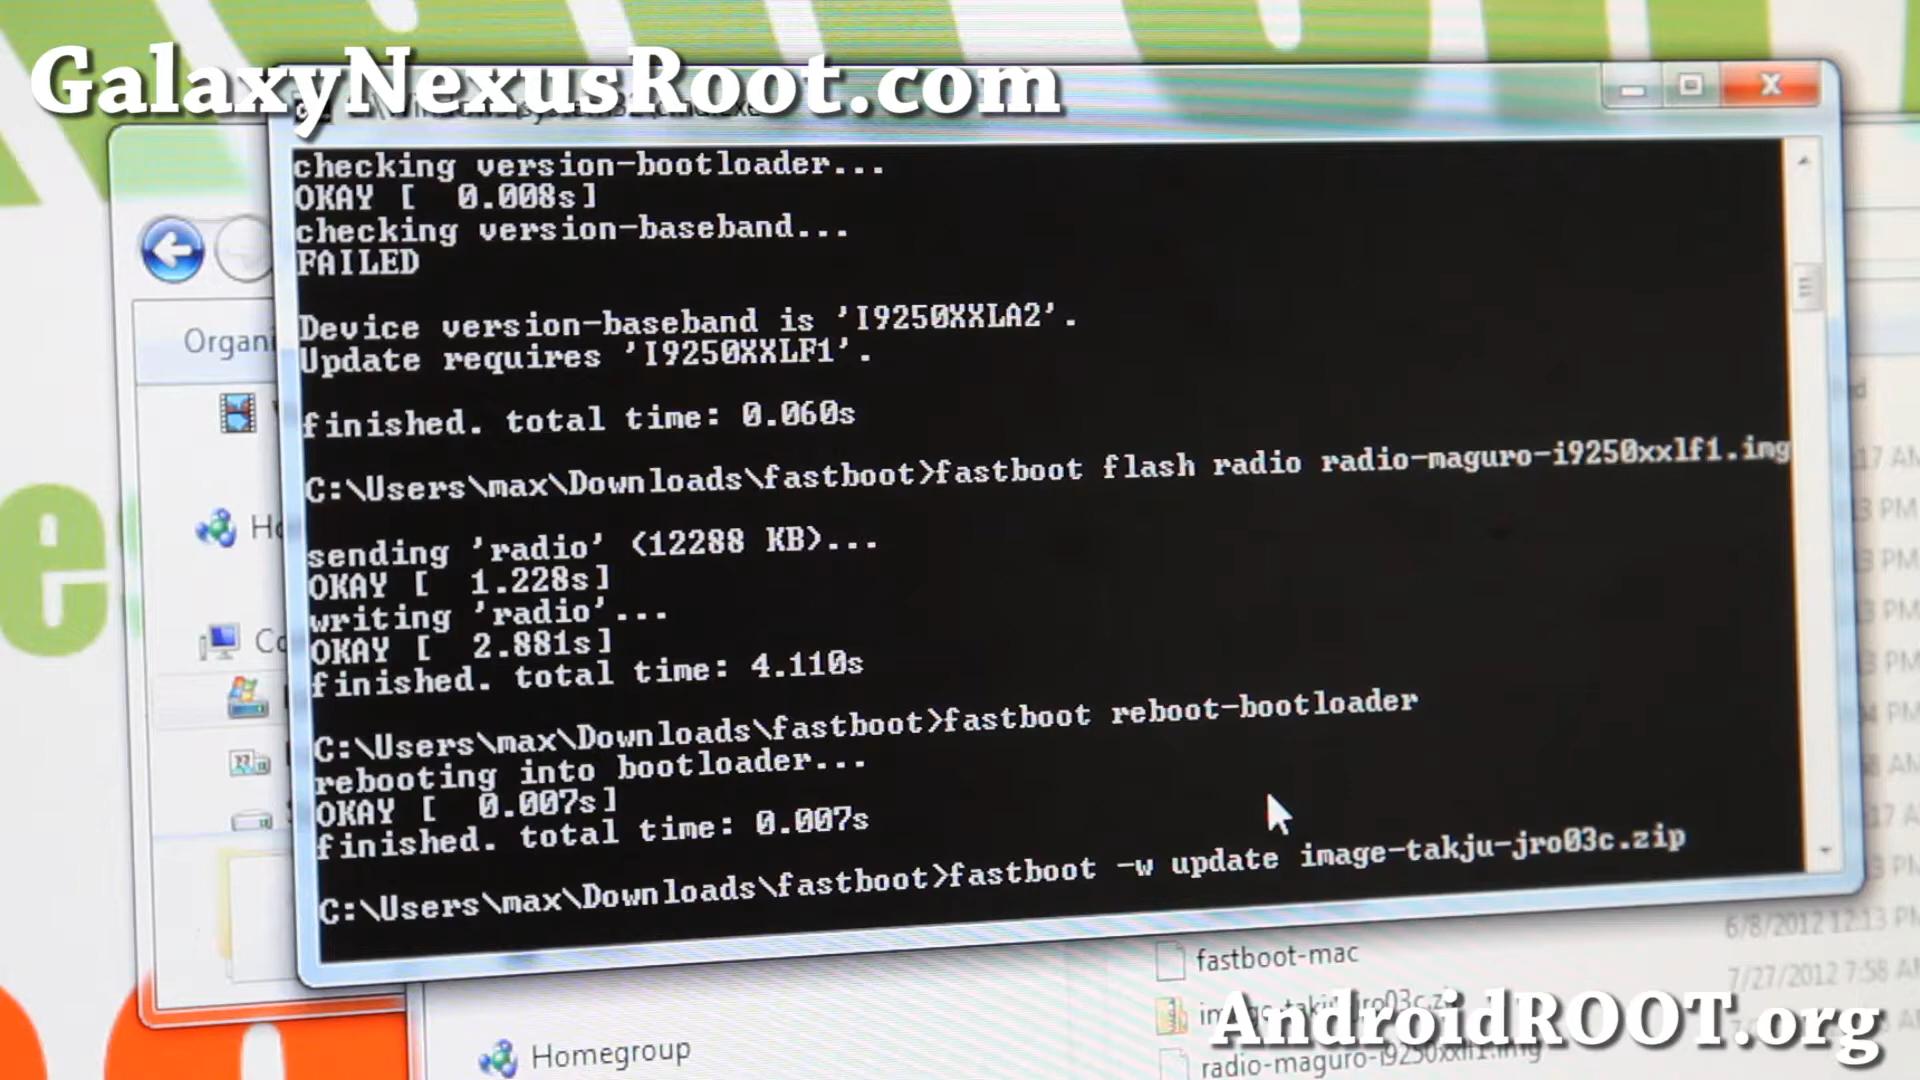 GalaxyNexusRoot.com
checking version-bootloader...
OKAY [  0.008s]
checking version-baseband...
FAILED
Device version-baseband is 'I9250XXLA2'.
Update requires 'I9250XXLF1'.
finished. total time: 0.060s
C:\Users\max\Downloads\fastboot>fastboot flash radio radio-maguro-i9250xxlf1.img
sending 'radio' (12288 KB)...
OKAY [  1.228s]
writing 'radio'...
OKAY [  2.881s]
finished. total time: 4.110s
C:\Users\max\Downloads\fastboot>fastboot reboot-bootloader
rebooting into bootloader...
OKAY [  0.007s]
finished. total time: 0.007s
C:\Users\max\Downloads\fastboot>fastboot -w update image-takju-jro03c.zip
Organi
6/8/2012 12:13 PM
fastboot-mac
7/27/2012 7:58 AM
AndroidROOT.org
radio-maguro-i9250xxlf1.img
Homegroup